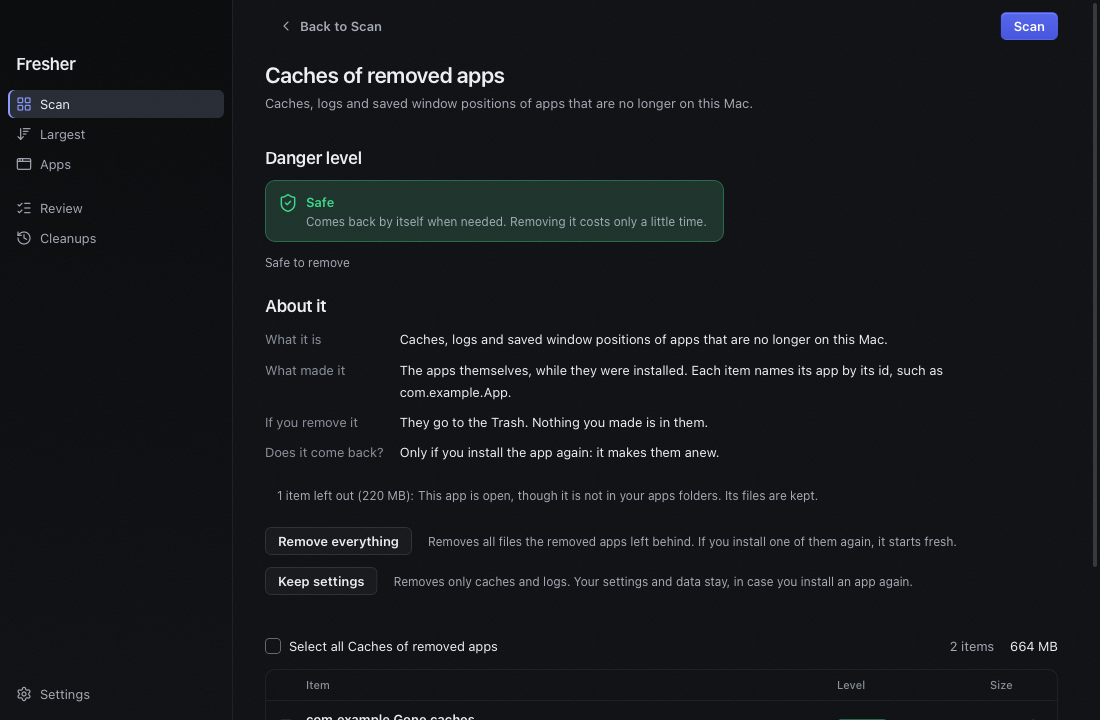 Back to Scan
Scan
Fresher
Scan
Largest
Apps
Review
Cleanups
Settings
Caches of removed apps
Caches, logs and saved window positions of apps that are no longer on this Mac.
Danger level
Safe
Comes back by itself when needed. Removing it costs only a little time.
Safe to remove
About it
What it is
Caches, logs and saved window positions of apps that are no longer on this Mac.
What made it
The apps themselves, while they were installed. Each item names its app by its id, such as
com.example.App.
If you remove it
They go to the Trash. Nothing you made is in them.
Does it come back?
Only if you install the app again: it makes them anew.
1 item left out (220 MB): This app is open, though it is not in your apps folders. Its files are kept.
Remove everything
Removes all files the removed apps left behind. If you install one of them again, it starts fresh.
Keep settings
Removes only caches and logs. Your settings and data stay, in case you install an app again.
Select all Caches of removed apps
2 items 664 MB
Item Level Size
com.example.Gone caches